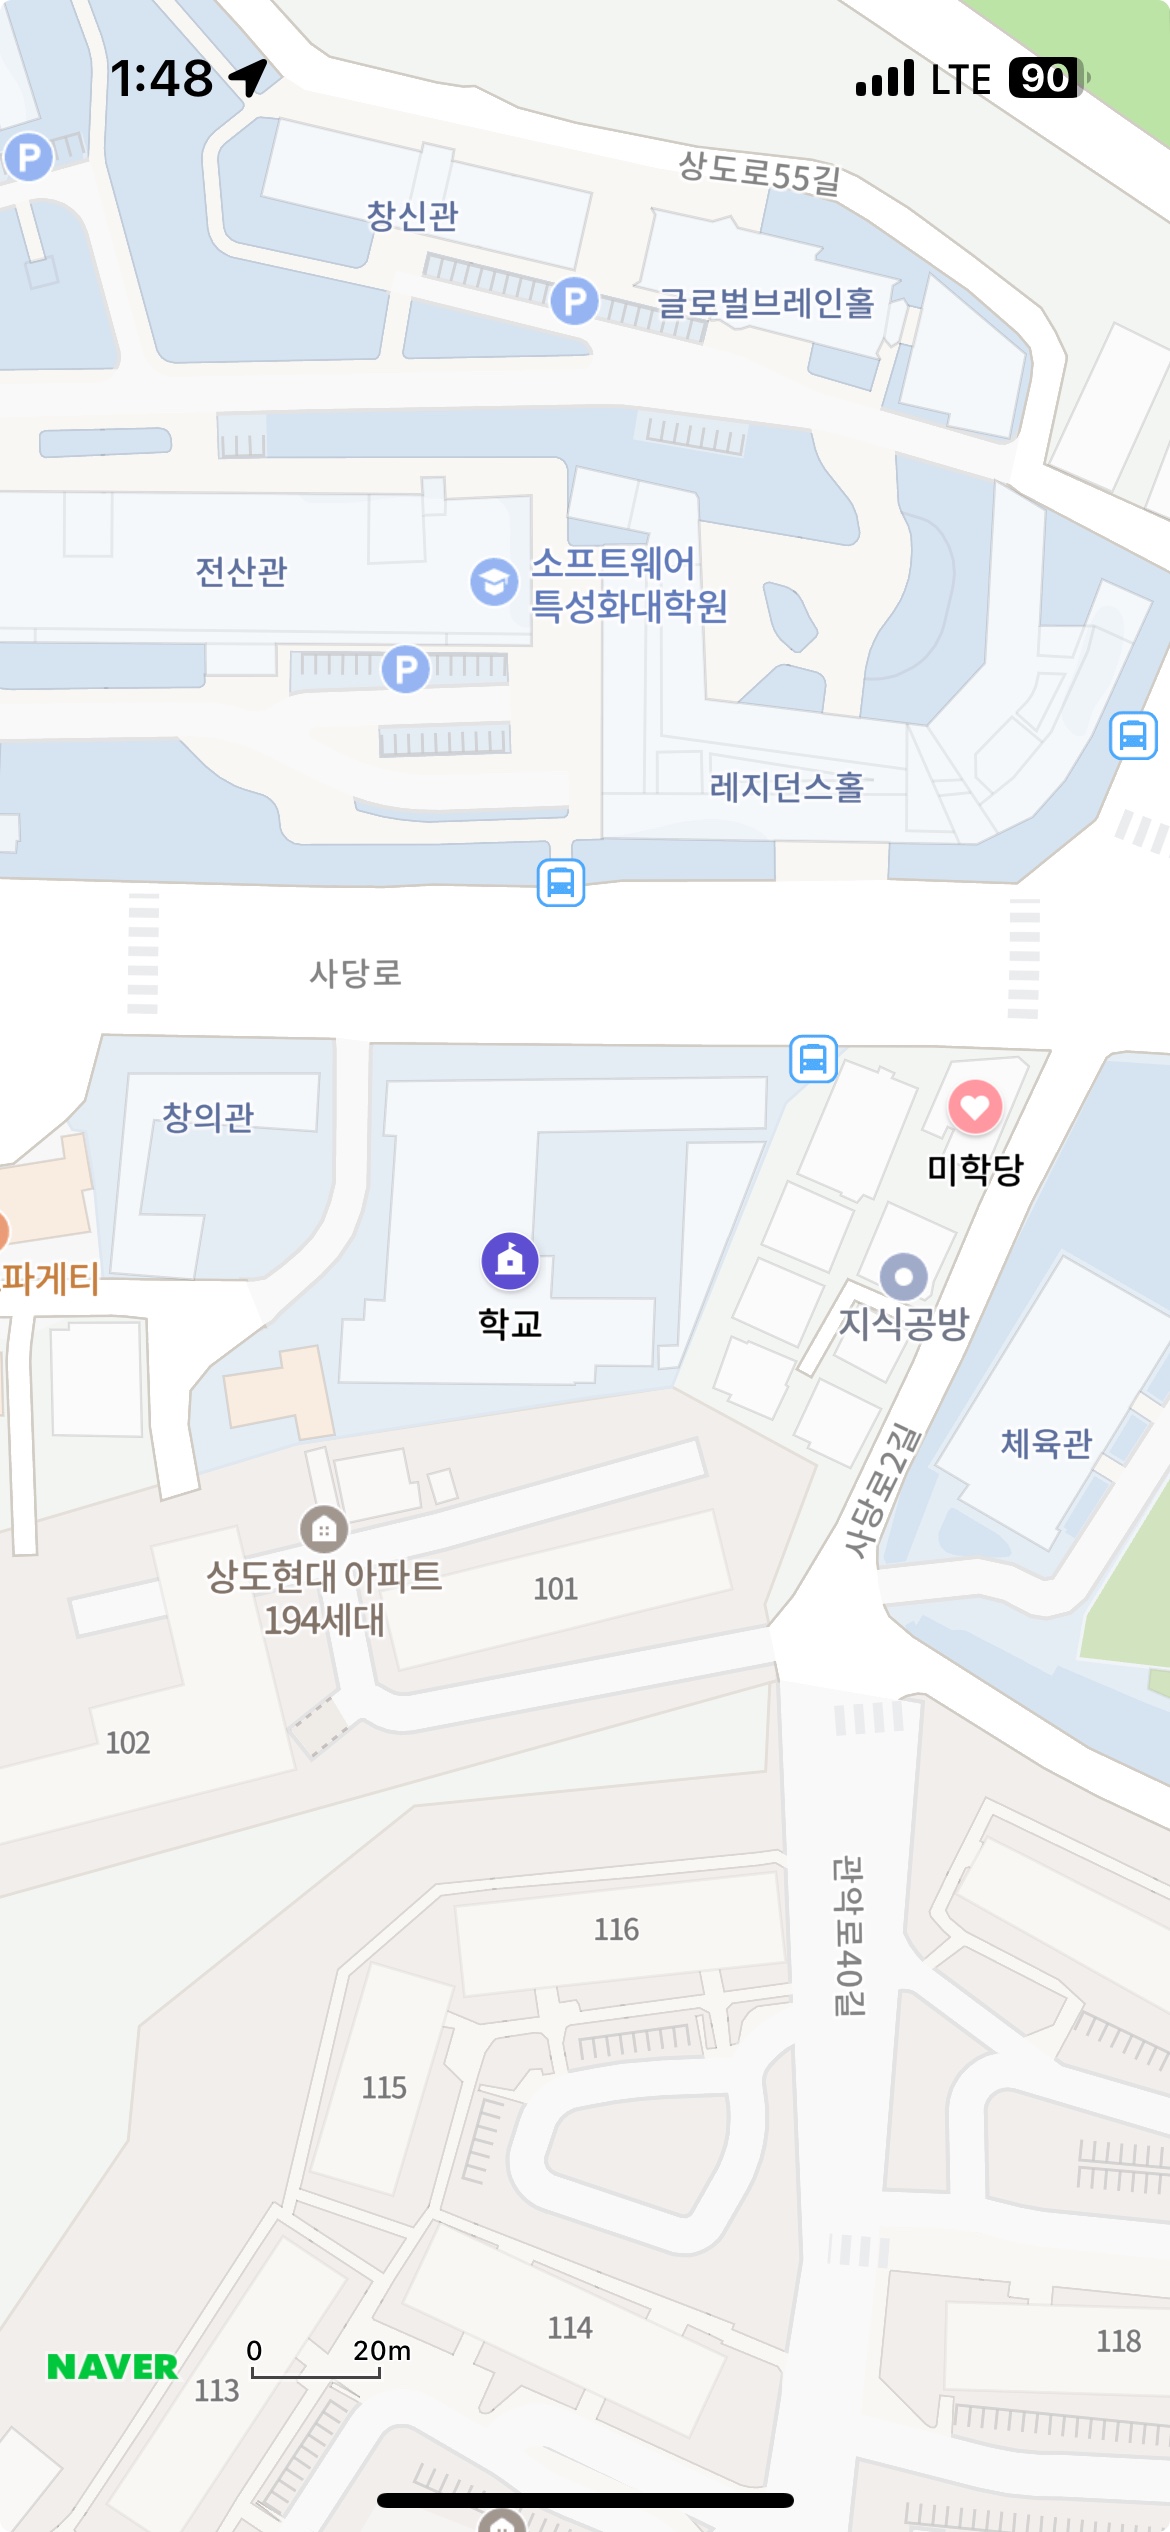 1:48
LTE 90
P
상도로55길
창신관
P
글로벌브레인홀
전산관
소프트웨어
특성화대학원
P
레지던스홀
사당로
창의관
미학당
파게티
학교
지식공방
체육관
사당로2길
상도현대 아파트
194세대
101
102
관악로40길
116
115
114
118
113
NAVER
0 20m